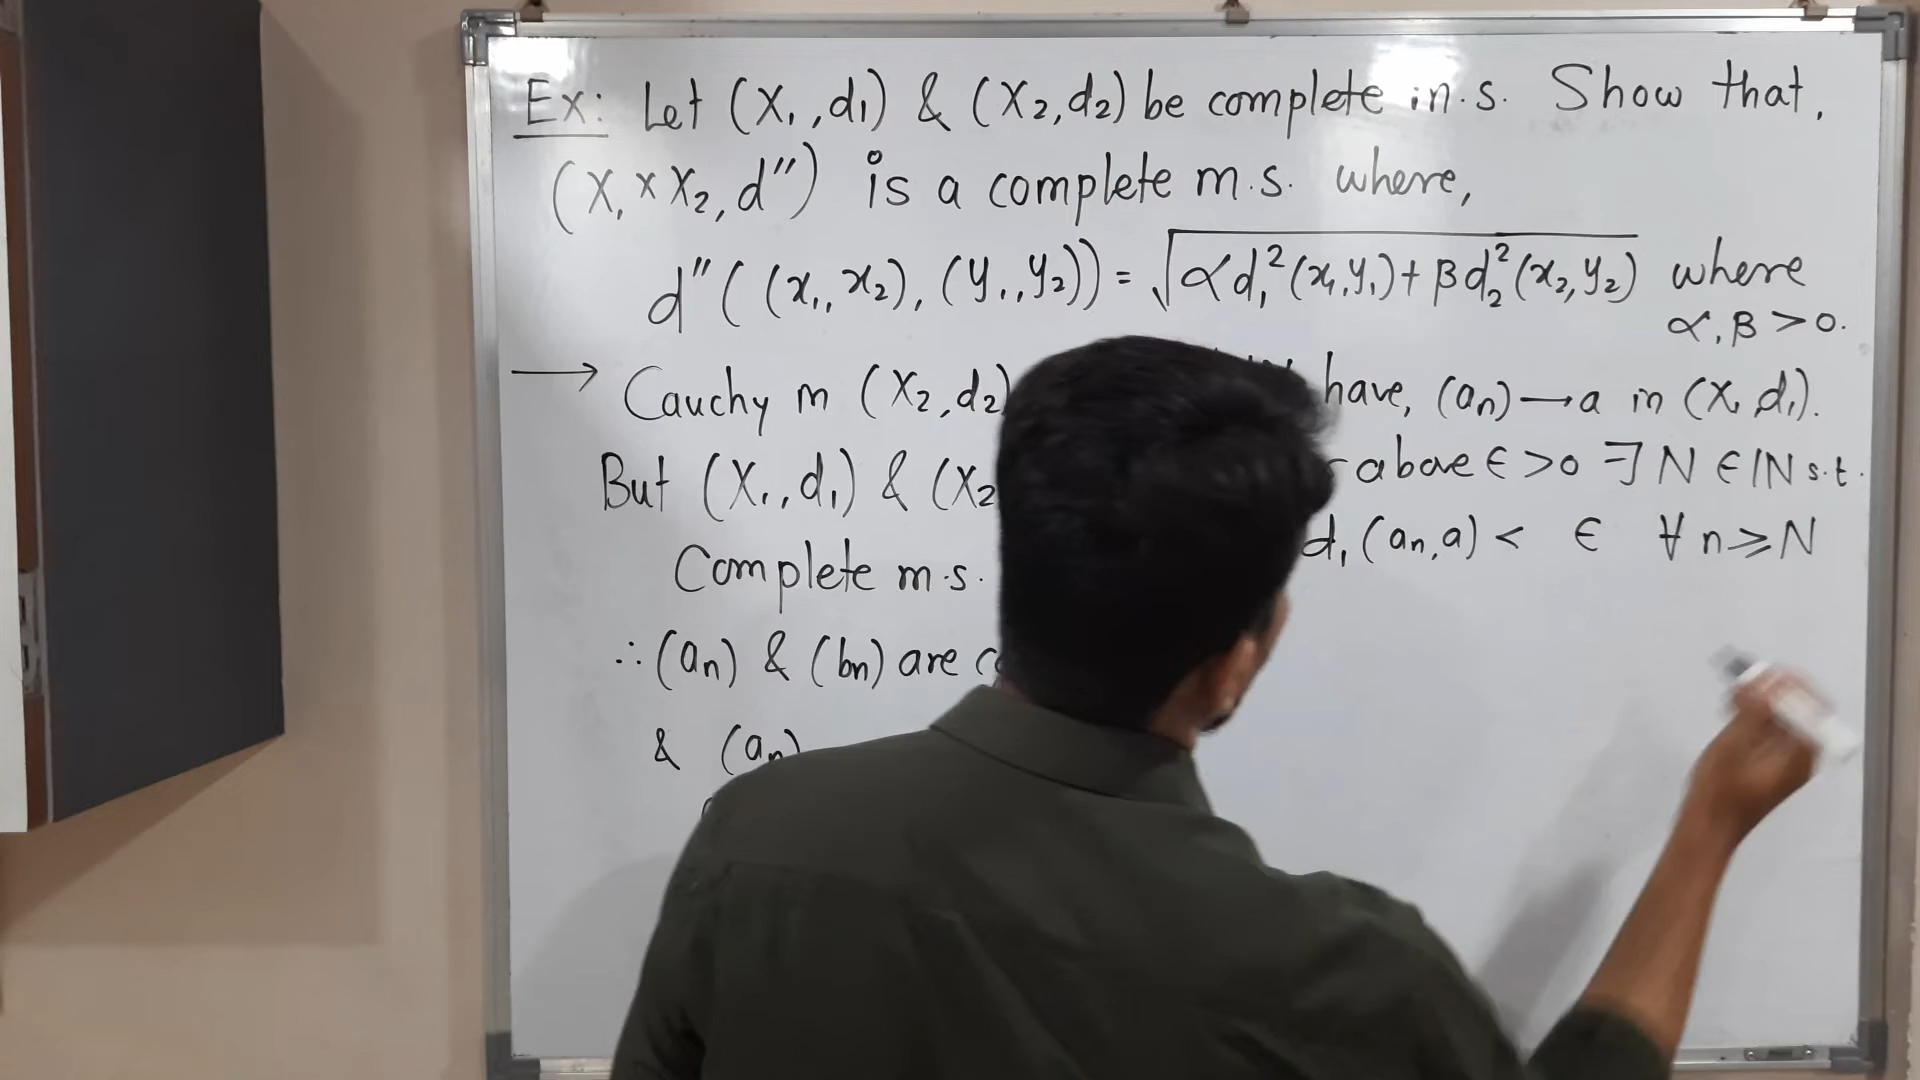 Ex: Let (X₁, d₁) & (X₂, d₂) be complete m.s. Show that,
(X₁ × X₂, d″) is a complete m.s. where,
d″((x₁, x₂), (y₁, y₂)) = √(αd₁²(x₁, y₁) + βd₂²(x₂, y₂)) where
α, β > 0.
→ Cauchy in (X₂, d₂)
But (X₁, d₁) & (X₂
Complete m.s.
∴ (aₙ) & (bₙ) are
& (aₙ)
have, (aₙ) → a in (X₁, d₁).
above ϵ > 0 ∃ N ∈ ℕ s.t.
d₁(aₙ, a) < ϵ ∀ n ⩾ N